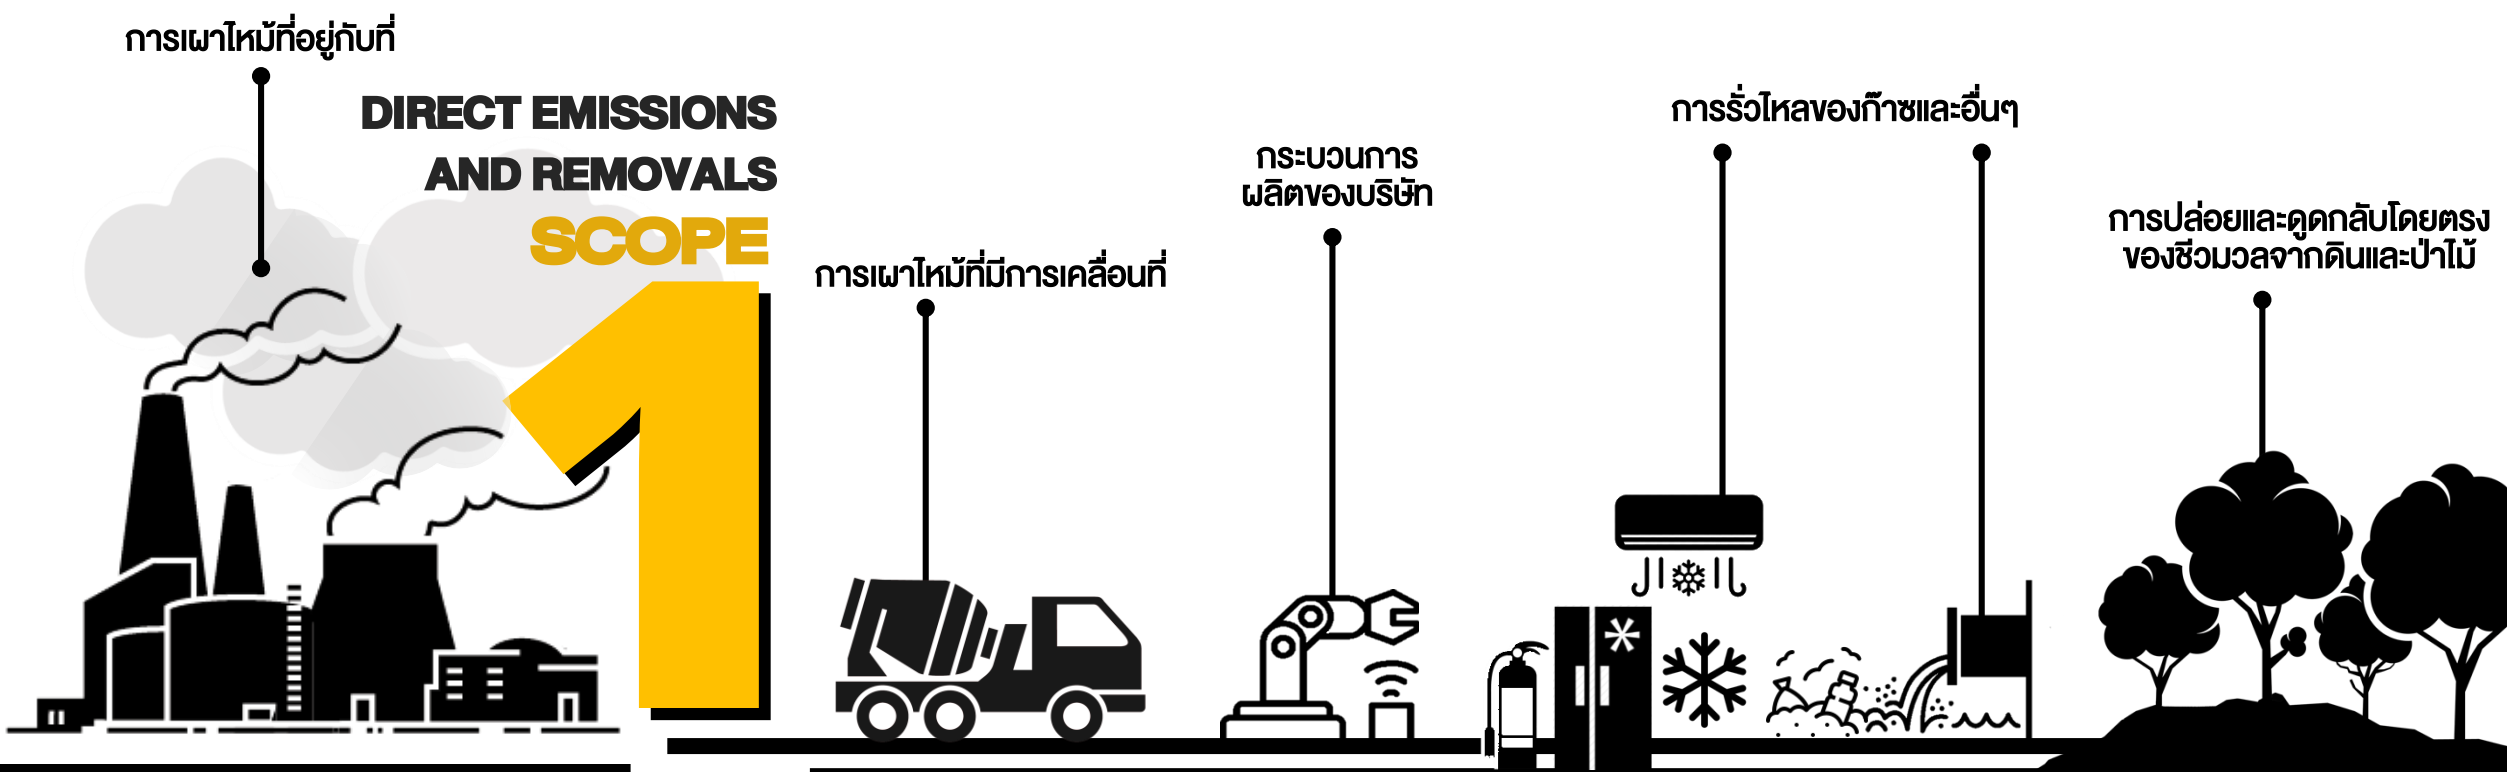 การเผาไหม้ที่อยู่กับที่
DIRECT EMISSIONS
AND REMOVALS
SCOPE
1
การเผาไหม้ที่มีการเคลื่อนที่
กระบวนการ
ผลิตของบริษัท
การรั่วไหลของก๊าซและอื่นๆ
การปล่อยและดูดกลับโดยตรง
ของชีวมวลจากดินและป่าไม้